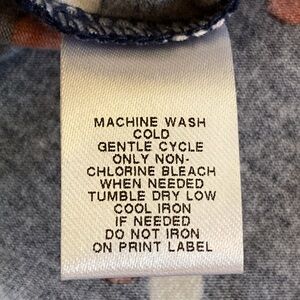 MACHINE WASH
COLD
GENTLE CYCLE
ONLY NON-
CHLORINE BLEACH
WHEN NEEDED
TUMBLE DRY LOW
COOL IRON
IF NEEDED
DO NOT IRON
ON PRINT LABEL